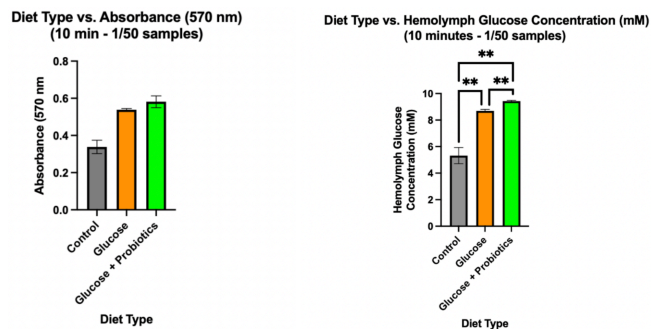 Diet Type vs. Absorbance (570 nm)
(10 min - 1/50 samples)
Absorbance (570 nm
0.8
0.6
0.4
0.2
0.0
Control
Glucose
Glucose + Probiotics
Diet Type
Diet Type vs. Hemolymph Glucose Concentration (mM)
(10 minutes - 1/50 samples)
**
** **
Hemolymph Glucose
Concentration (mM)
10
8
6
4
2
0
Control
Glucose
Glucose + Probiotics
Diet Type